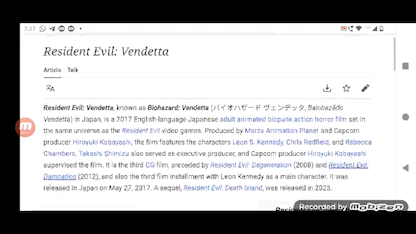 7:37
Resident Evil: Vendetta
Article Talk
Resident Evil: Vendetta, known as Biohazard: Vendetta (バイオハザード ヴェンデッタ, Baiohazādo
Vendetta) in Japan, is a 2017 English-language Japanese adult animated biopunk action horror film set
in the same universe as the Resident Evil video games. Produced by Marza Animation Planet and Capcom
producer Hiroyuki Kobayashi, the film features the characters Leon S. Kennedy, Chris Redfield, and Rebecca
Chambers. Takashi Shimizu also served as executive producer, and Capcom producer Hiroyuki Kobayashi
supervised the film. It is the third CG film, preceded by Resident Evil: Degeneration (2008) and Resident Evil:
Damnation (2012), and also the third film installment with Leon Kennedy as a main character. It was
released in Japan on May 27, 2017. A sequel, Resident Evil: Death Island, was released in 2023.
Recorded by Mobizen